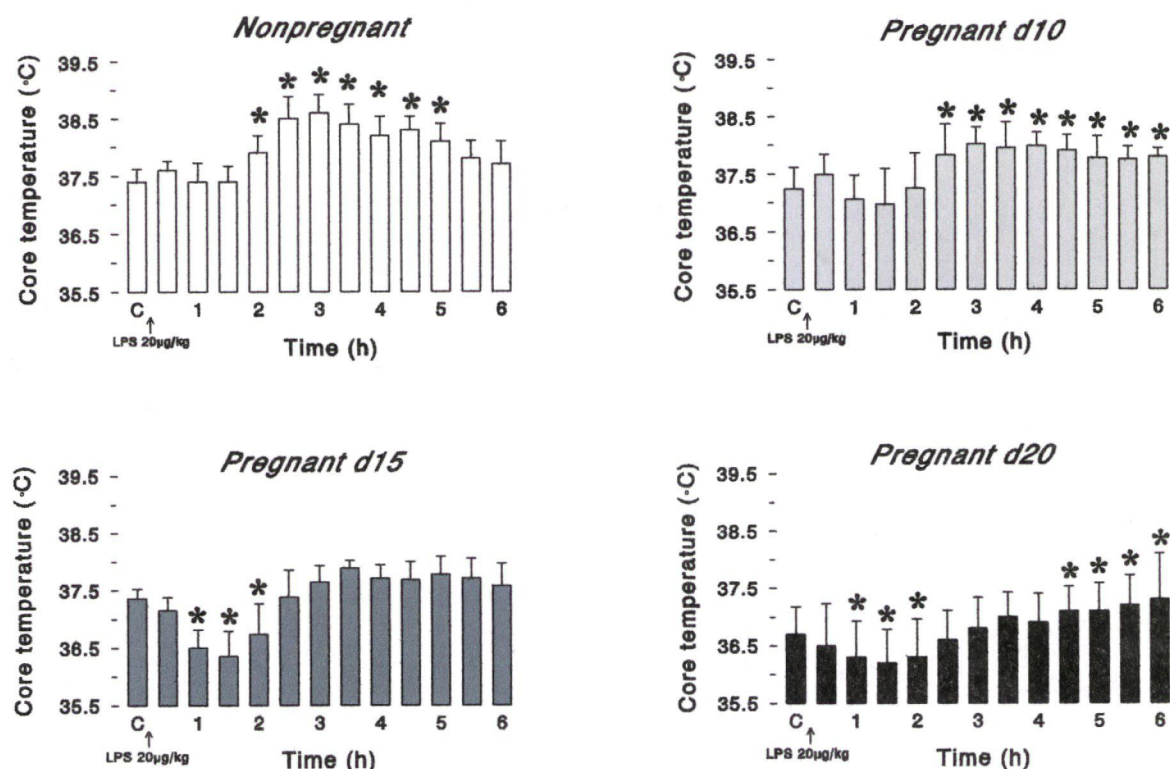 Nonpregnant
Core temperature (°C)
39.5
38.5
37.5
36.5
35.5
* * * * * * *
C 1 2 3 4 5 6
LPS 20µg/kg
Time (h)
Pregnant d10
Core temperature (°C)
39.5
38.5
37.5
36.5
35.5
* * * * * * * *
C 1 2 3 4 5 6
LPS 20µg/kg
Time (h)
Pregnant d15
Core temperature (°C)
39.5
38.5
37.5
36.5
35.5
* * *
C 1 2 3 4 5 6
LPS 20µg/kg
Time (h)
Pregnant d20
Core temperature (°C)
39.5
38.5
37.5
36.5
35.5
* * * * * * *
C 1 2 3 4 5 6
LPS 20µg/kg
Time (h)